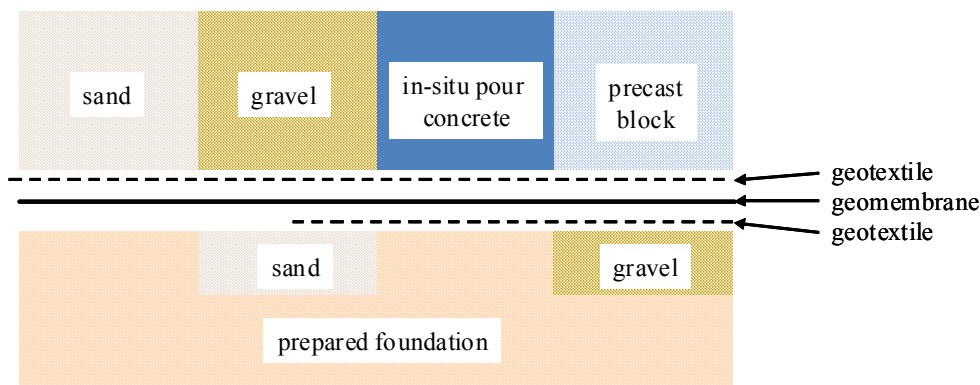 sand
gravel
in-situ pour
concrete
precast
block
geotextile
geomembrane
geotextile
sand
gravel
prepared foundation